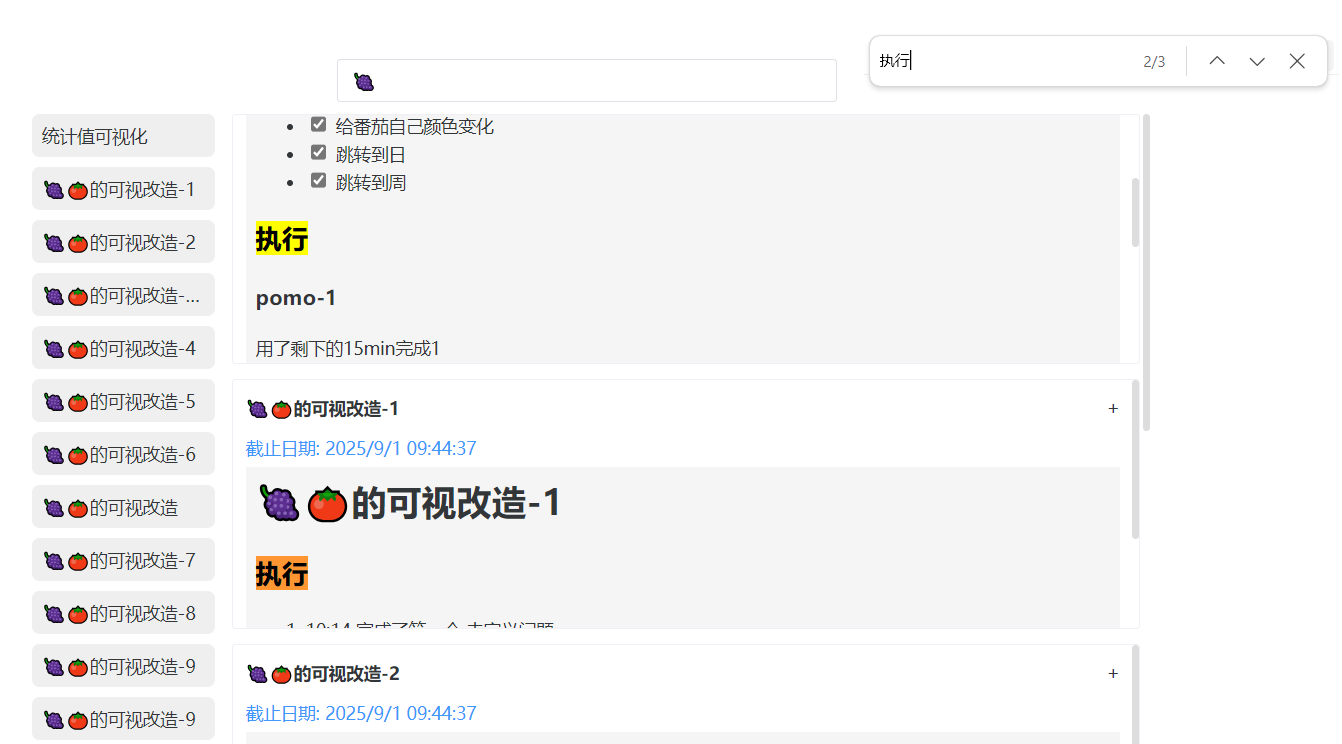 执行
2/3
🍇
统计值可视化
🍇🍅的可视改造-1
🍇🍅的可视改造-2
🍇🍅的可视改造-...
🍇🍅的可视改造-4
🍇🍅的可视改造-5
🍇🍅的可视改造-6
🍇🍅的可视改造
🍇🍅的可视改造-7
🍇🍅的可视改造-8
🍇🍅的可视改造-9
🍇🍅的可视改造-9
给番茄自己颜色变化
跳转到日
跳转到周
执行
pomo-1
用了剩下的15min完成1
🍇🍅的可视改造-1 +
截止日期: 2025/9/1 09:44:37
🍇🍅的可视改造-1
执行
🍇🍅的可视改造-2 +
截止日期: 2025/9/1 09:44:37